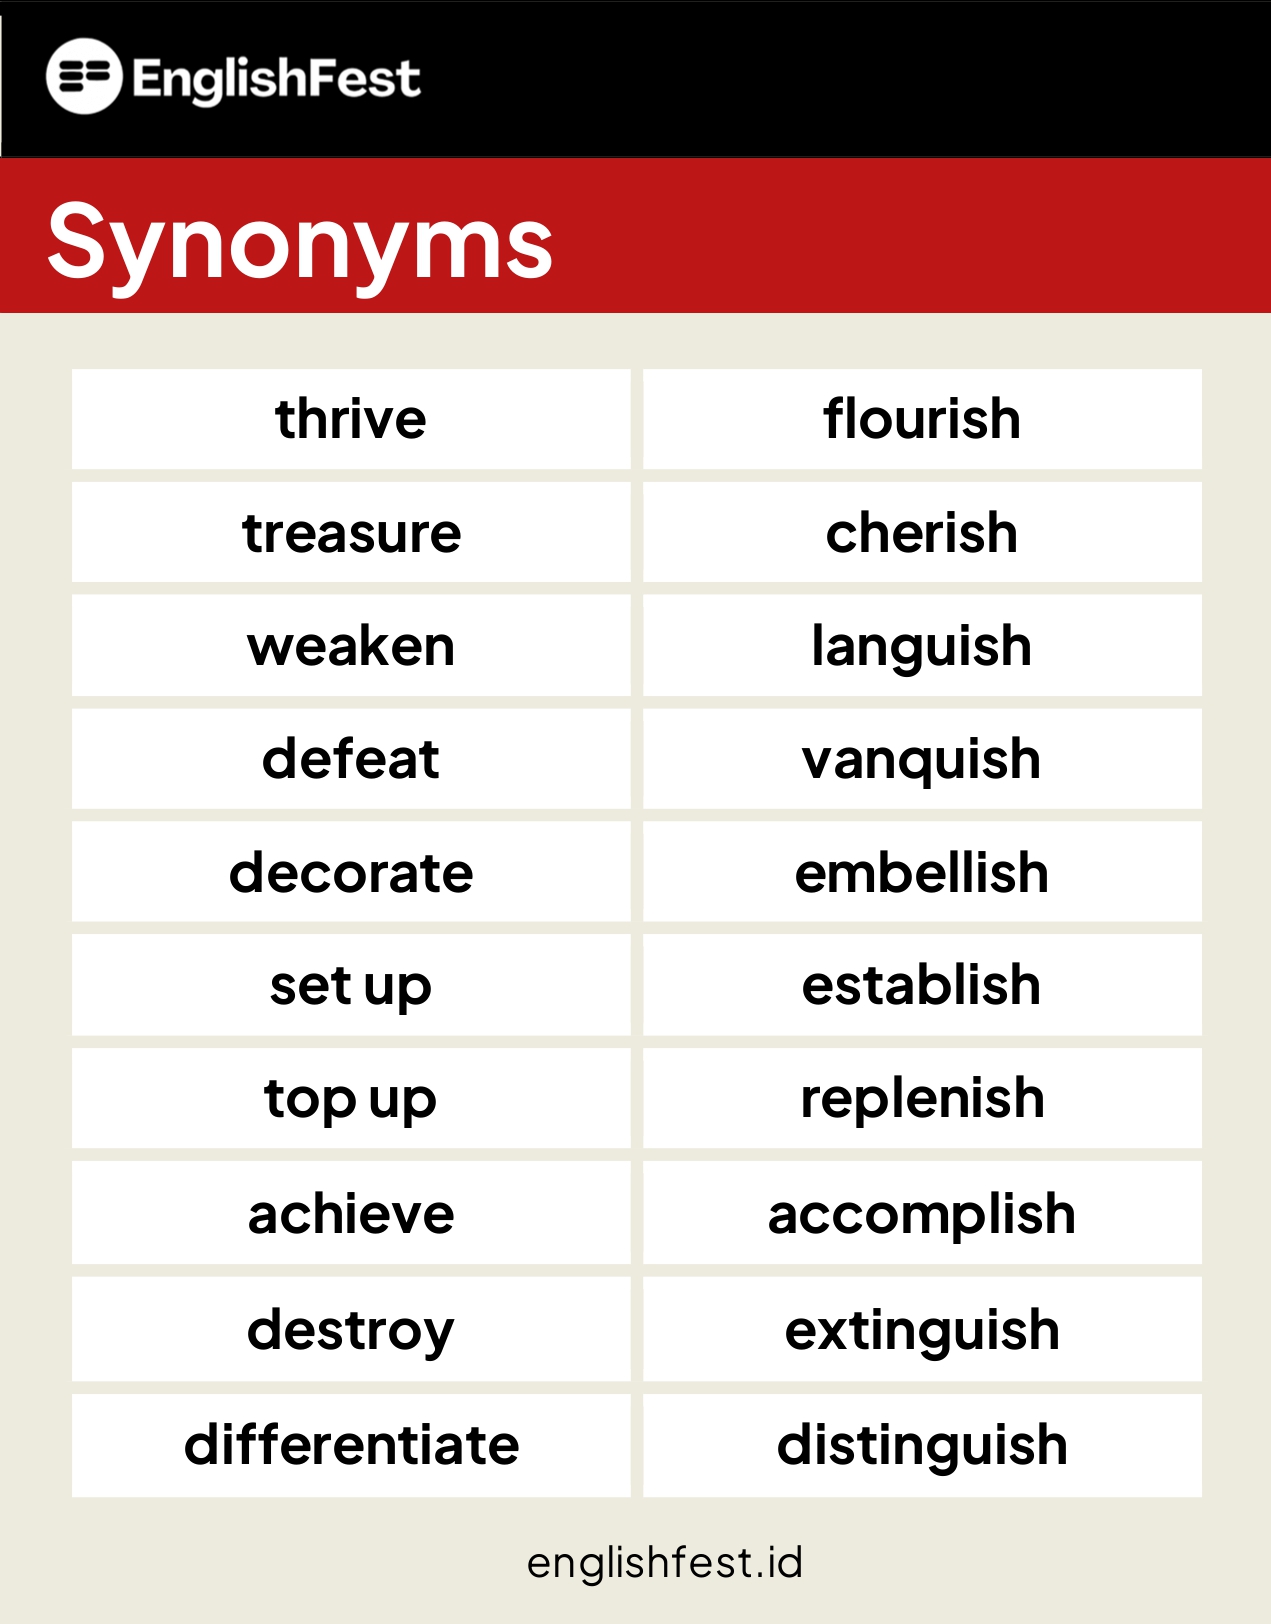 EnglishFest
Synonyms
thrive flourish
treasure cherish
weaken languish
defeat vanquish
decorate embellish
set up establish
top up replenish
achieve accomplish
destroy extinguish
differentiate distinguish
englishfest.id